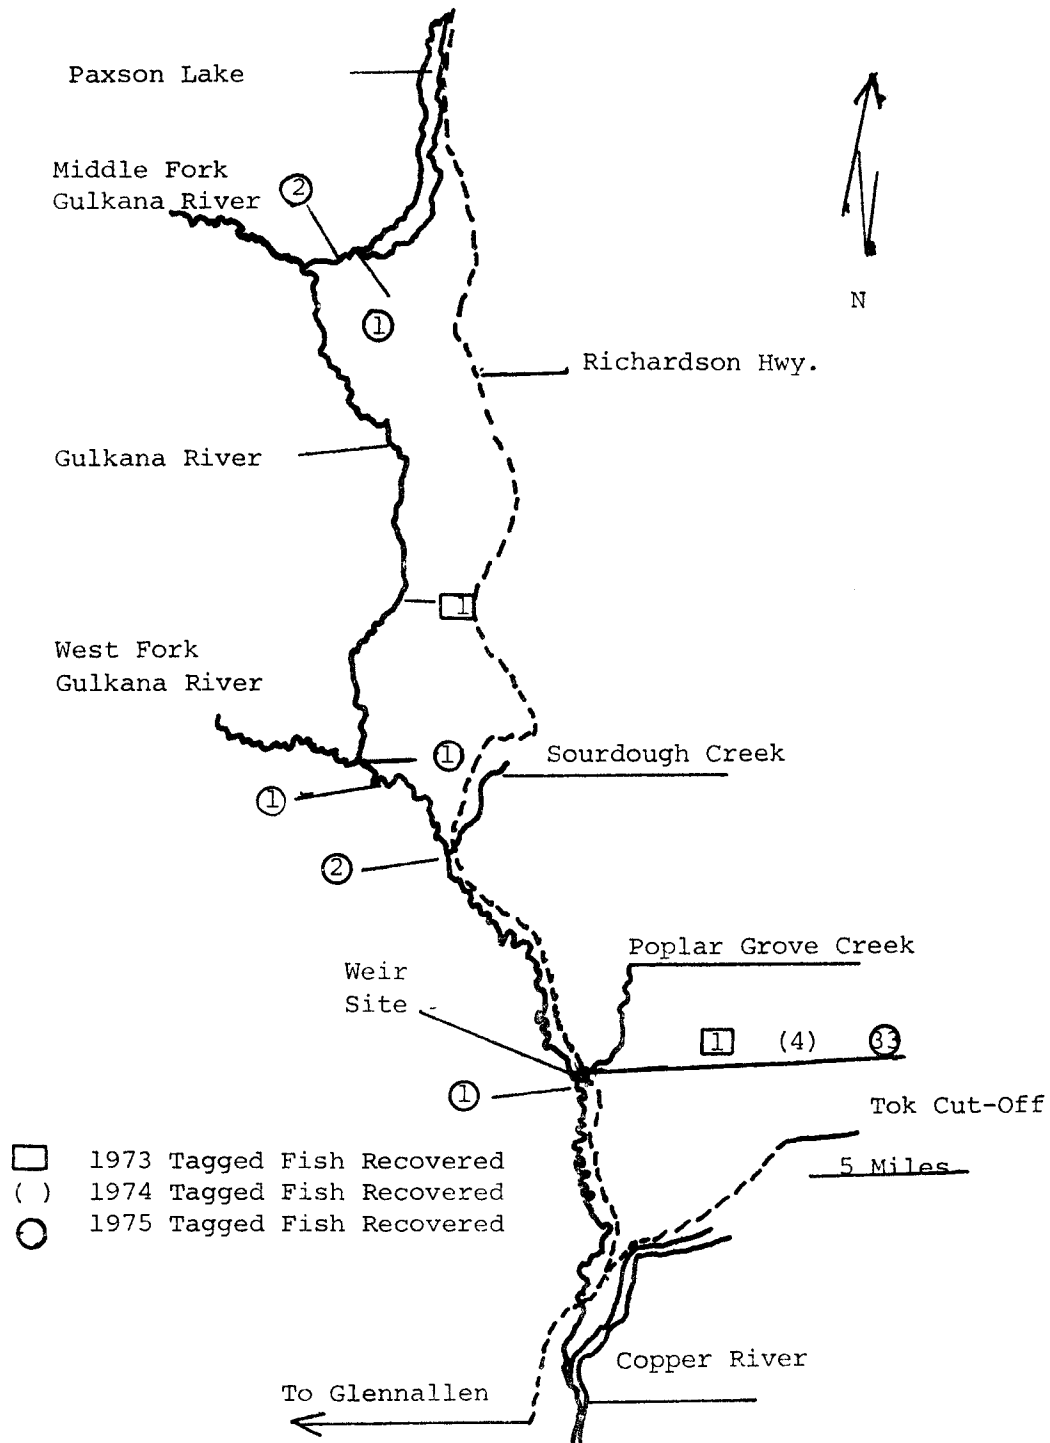 Paxson Lake
Middle Fork
Gulkana River
2
1
N
Richardson Hwy.
Gulkana River
1
West Fork
Gulkana River
1
Sourdough Creek
1
2
Poplar Grove Creek
Weir
Site
1 (4) 33
1
Tok Cut-Off
5 Miles
1973 Tagged Fish Recovered
( ) 1974 Tagged Fish Recovered
1975 Tagged Fish Recovered
Copper River
To Glennallen